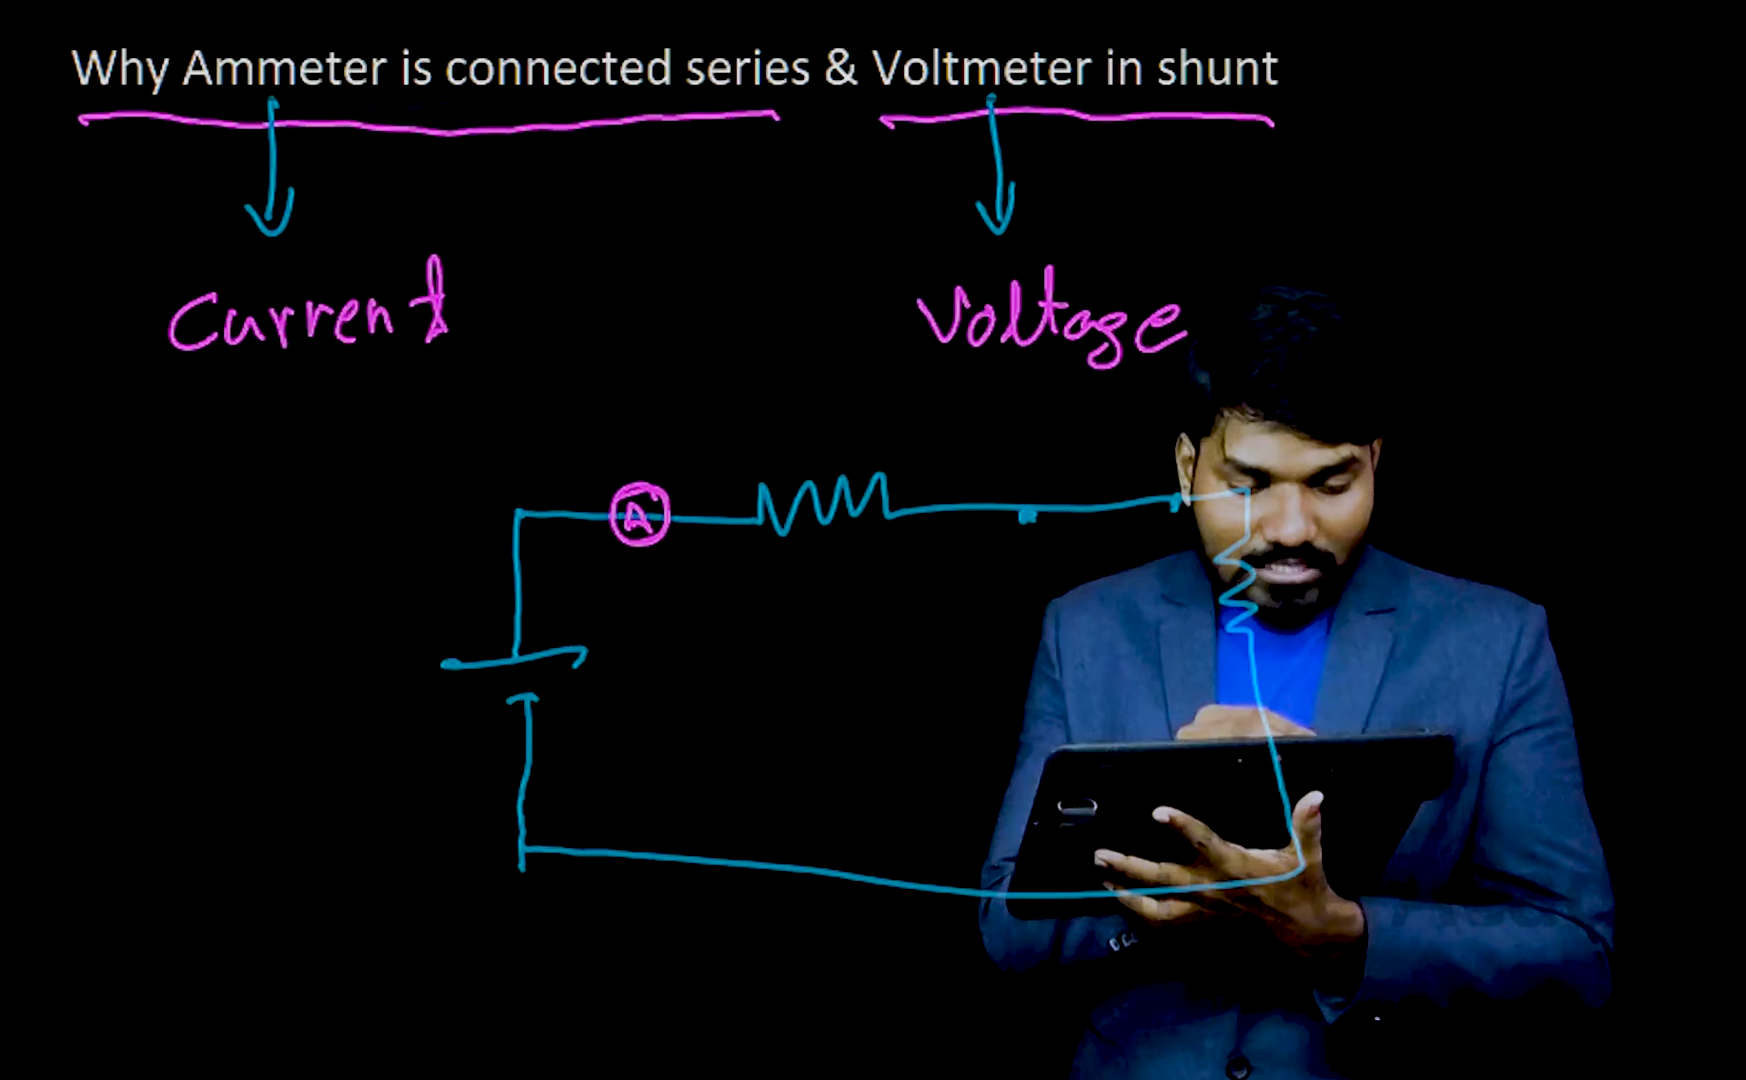 Why Ammeter is connected series & Voltmeter in shunt
Current Voltage
A